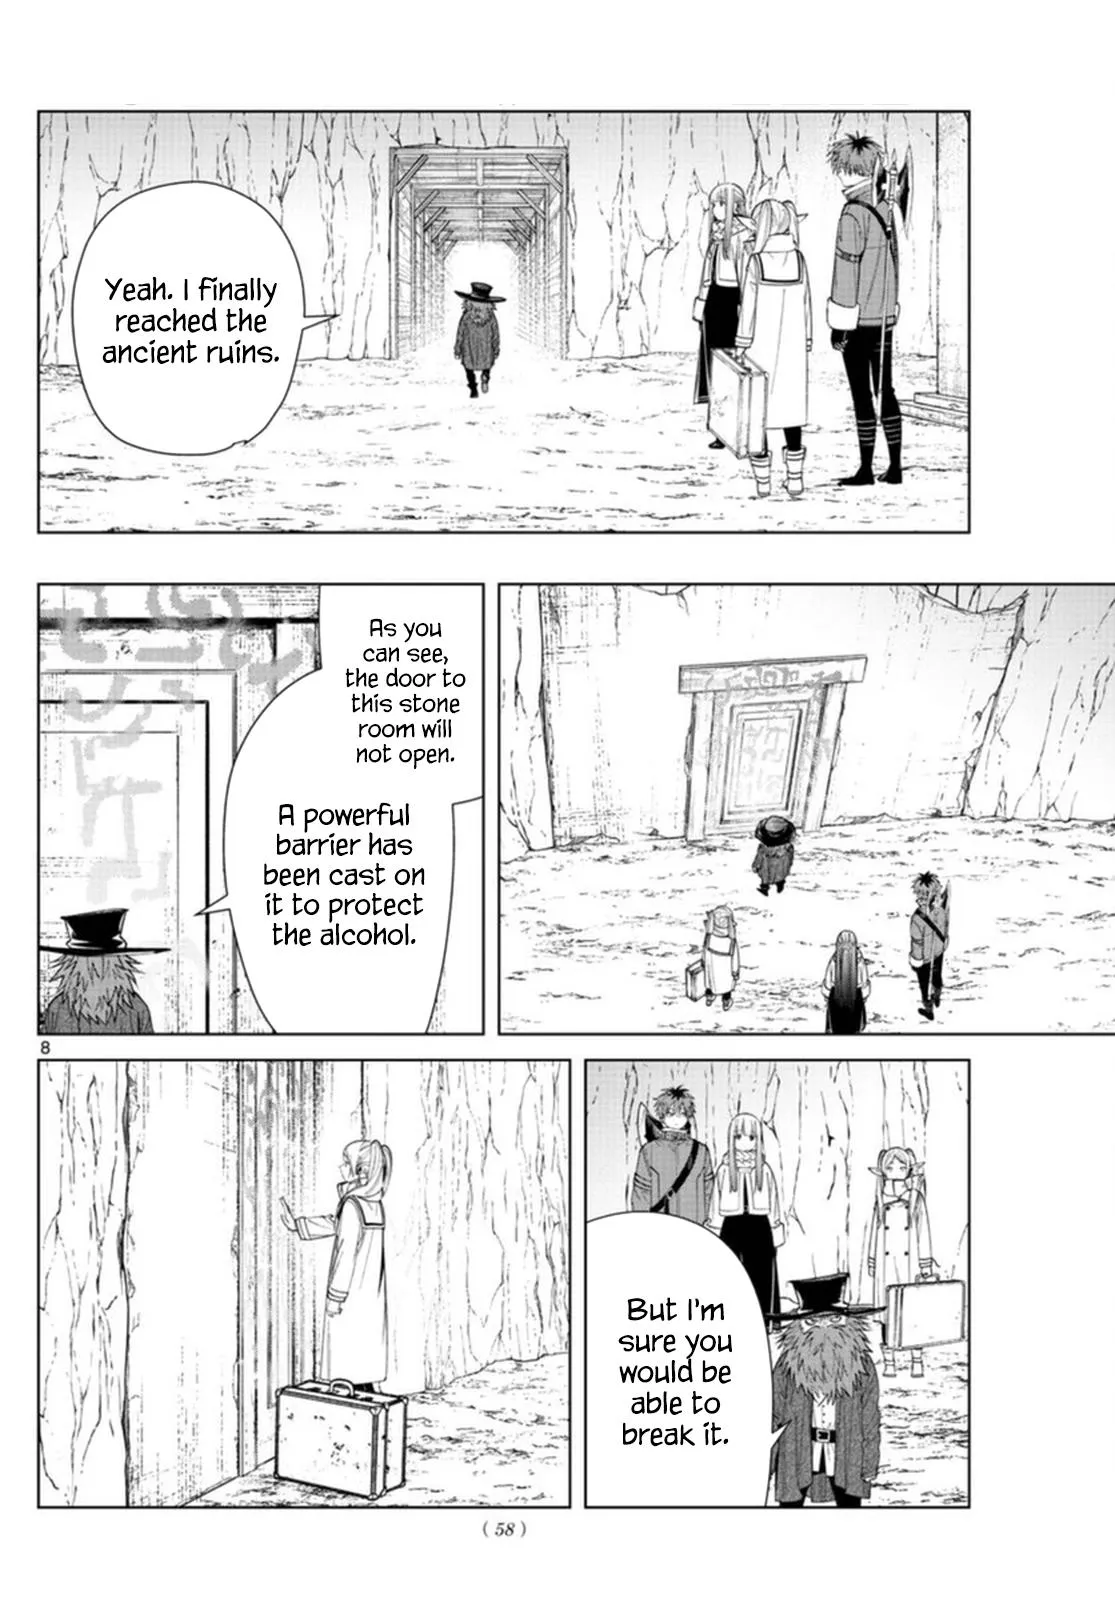 Yeah. I finally
reached the
ancient ruins.
As you
can see,
the door to
this stone
room will
not open.
A powerful
barrier has
been cast on
it to protect
the alcohol.
8
But I'm
sure you
would be
able to
break it.
( 58 )